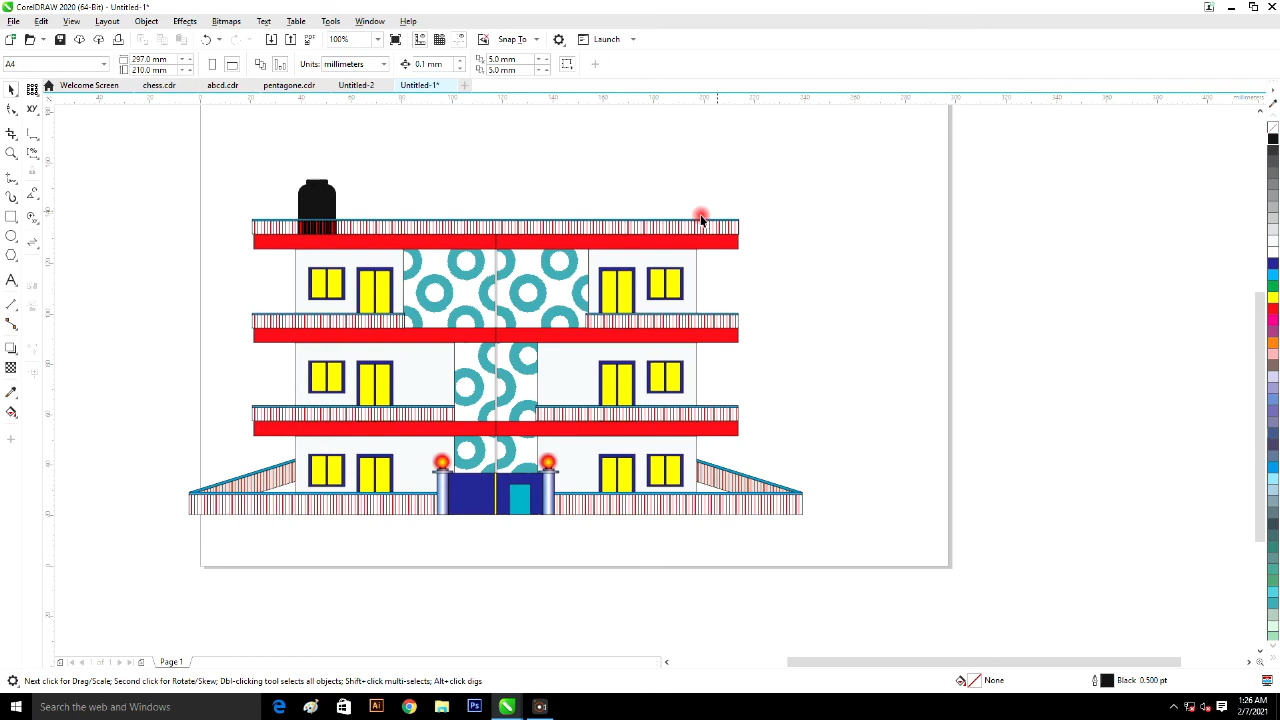 CorelDRAW 2020 (64-Bit) - Untitled-1*
File Edit View Layout Object Effects Bitmaps Text Table Tools Window Help
100% Snap To Launch
A4 297.0 mm 210.0 mm Units: millimeters 0.1 mm 5.0 mm 5.0 mm
Welcome Screen chess.cdr abcd.cdr pentagone.cdr Untitled-2 Untitled-1*
millimeters
1 of 1 Page 1
Next click for Drag/Scale; Second click for Rotate/Skew; Dbl-clicking tool selects all objects; Shift+click multi-selects; Alt+click digs None Black 0.500 pt
Search the web and Windows
1:26 AM
2/7/2021